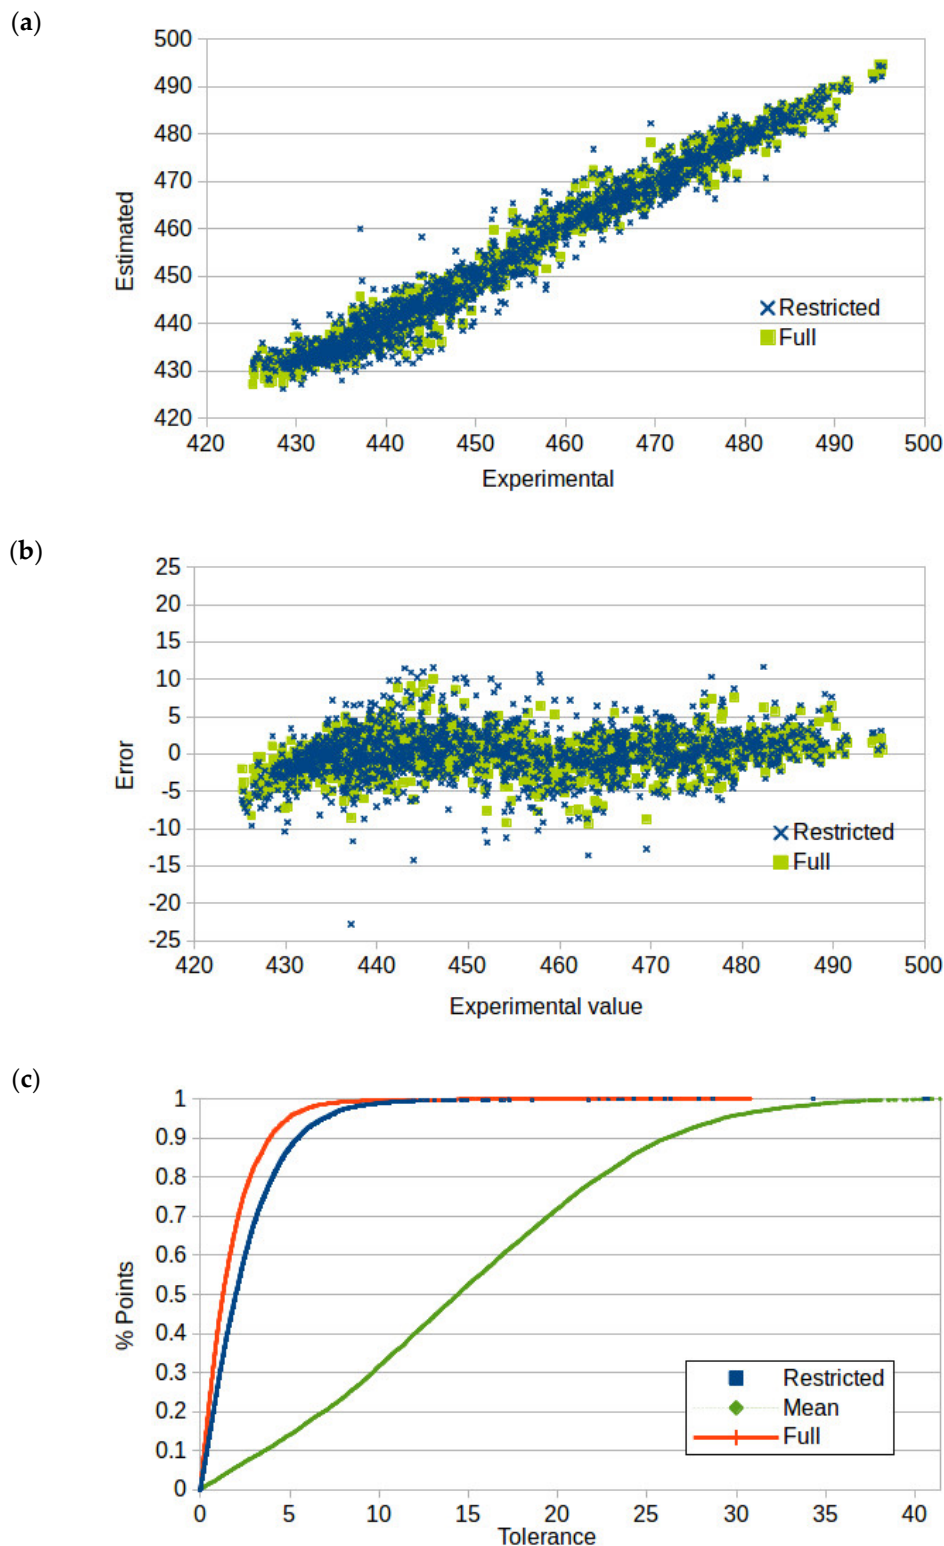 (a)
500
490
480
470
460
450
440
430
420
Estimated
Restricted
Full
420 430 440 450 460 470 480 490 500
Experimental
(b)
25
20
15
10
5
0
-5
-10
-15
-20
-25
Error
Restricted
Full
420 430 440 450 460 470 480 490 500
Experimental value
(c)
1
0.9
0.8
0.7
0.6
0.5
0.4
0.3
0.2
0.1
0
% Points
Restricted
Mean
Full
0 5 10 15 20 25 30 35 40
Tolerance